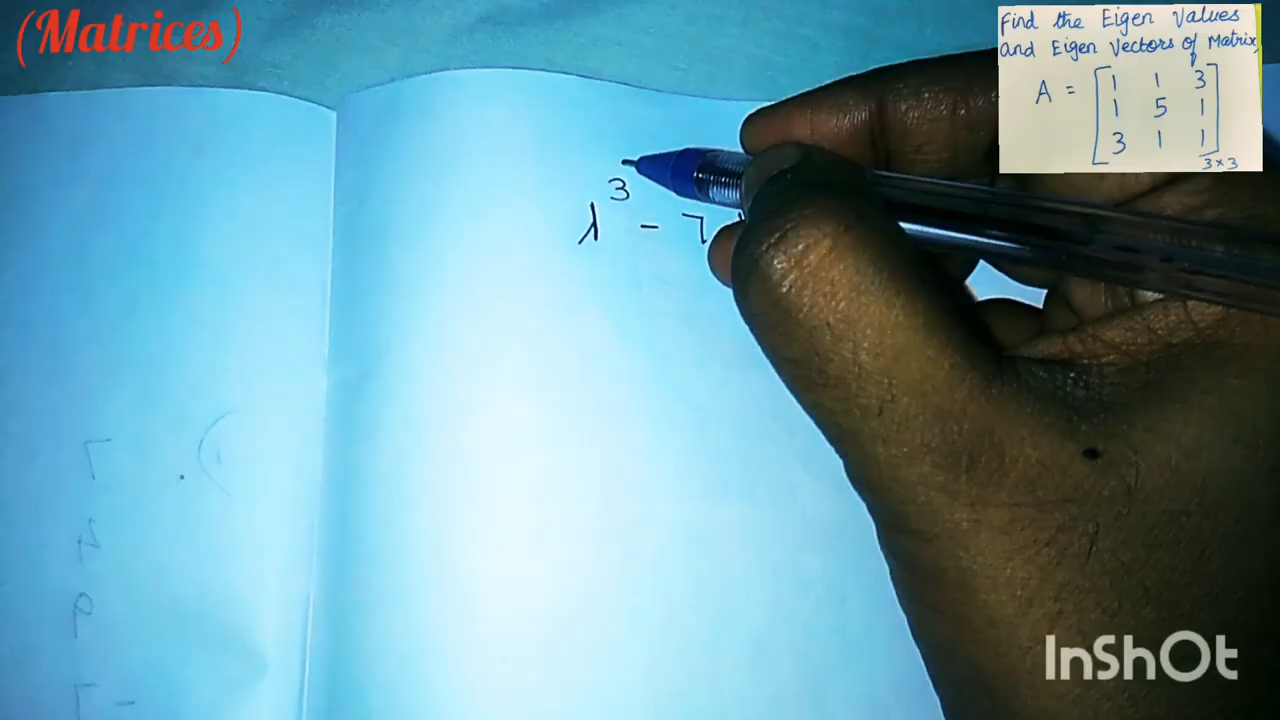 (Matrices)
Find the Eigen Values
and Eigen Vectors of Matrix,
A = [1 1 3
1 5 1
3 1 1]3×3
λ³ - 7
InShOt